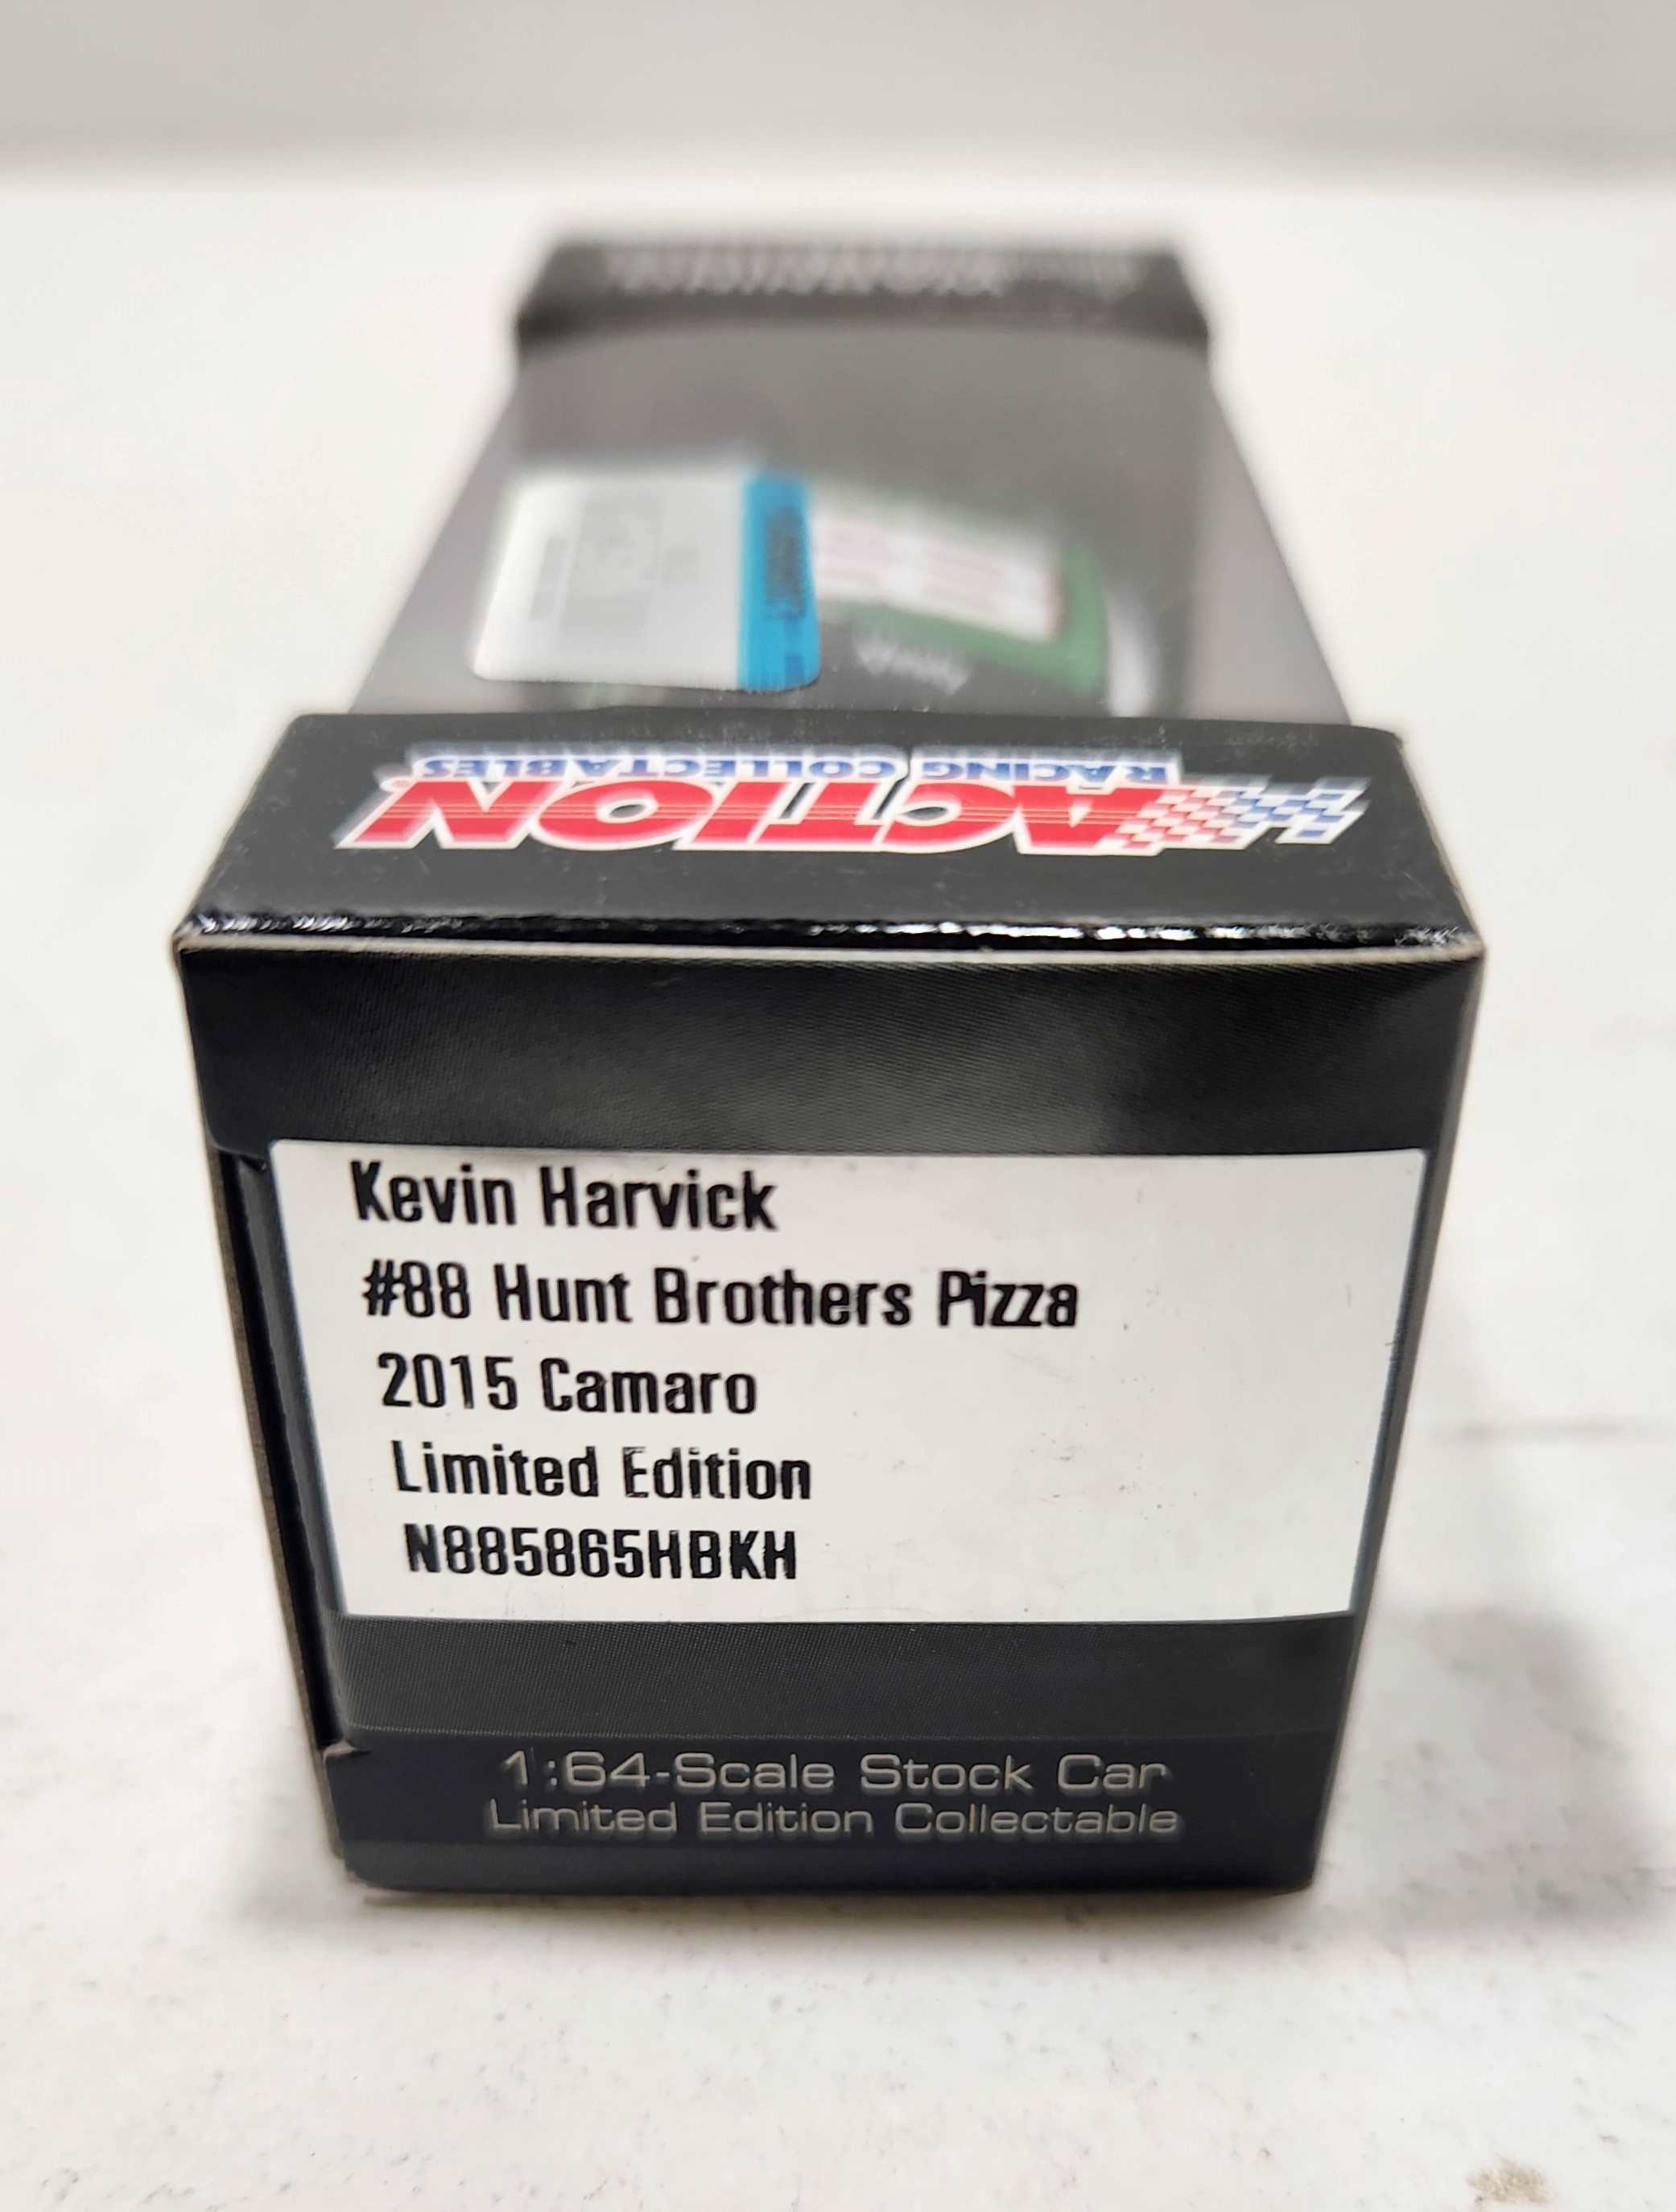 RACING COLLECTABLES
ACTION
Kevin Harvick
#88 Hunt Brothers Pizza
2015 Camaro
Limited Edition
N885865HBKH
1:64-Scale Stock Car
Limited Edition Collectable